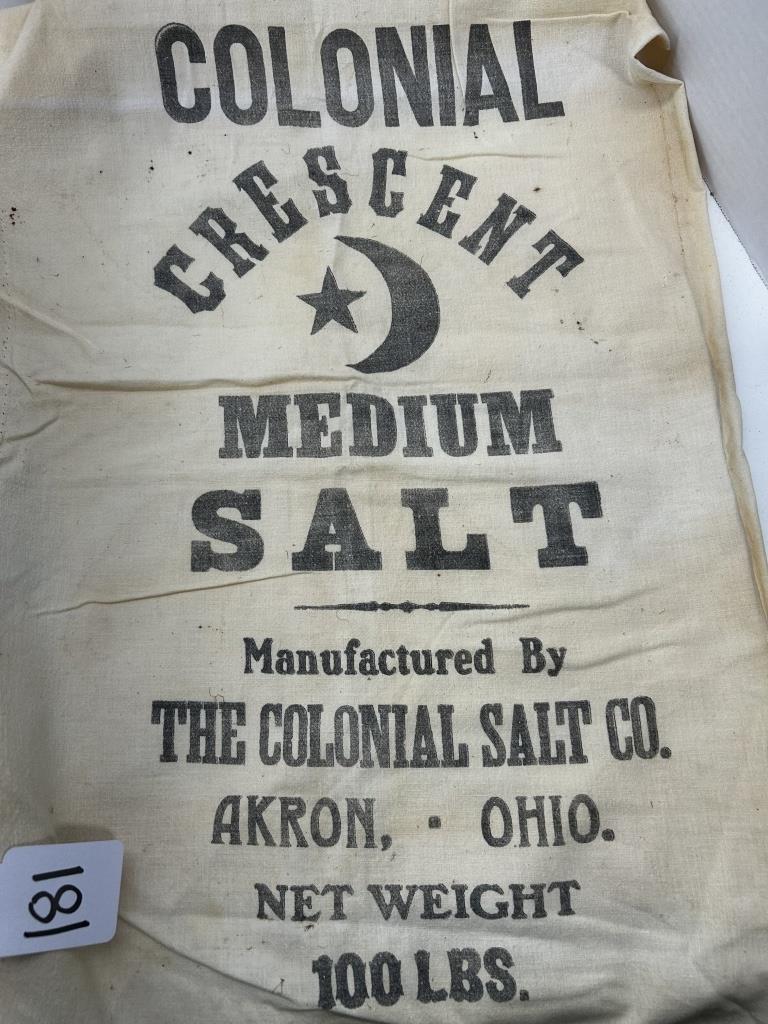 COLONIAL
CRESCENT
MEDIUM
SALT
Manufactured By
THE COLONIAL SALT CO.
AKRON, · OHIO.
NET WEIGHT
100 LBS.
181